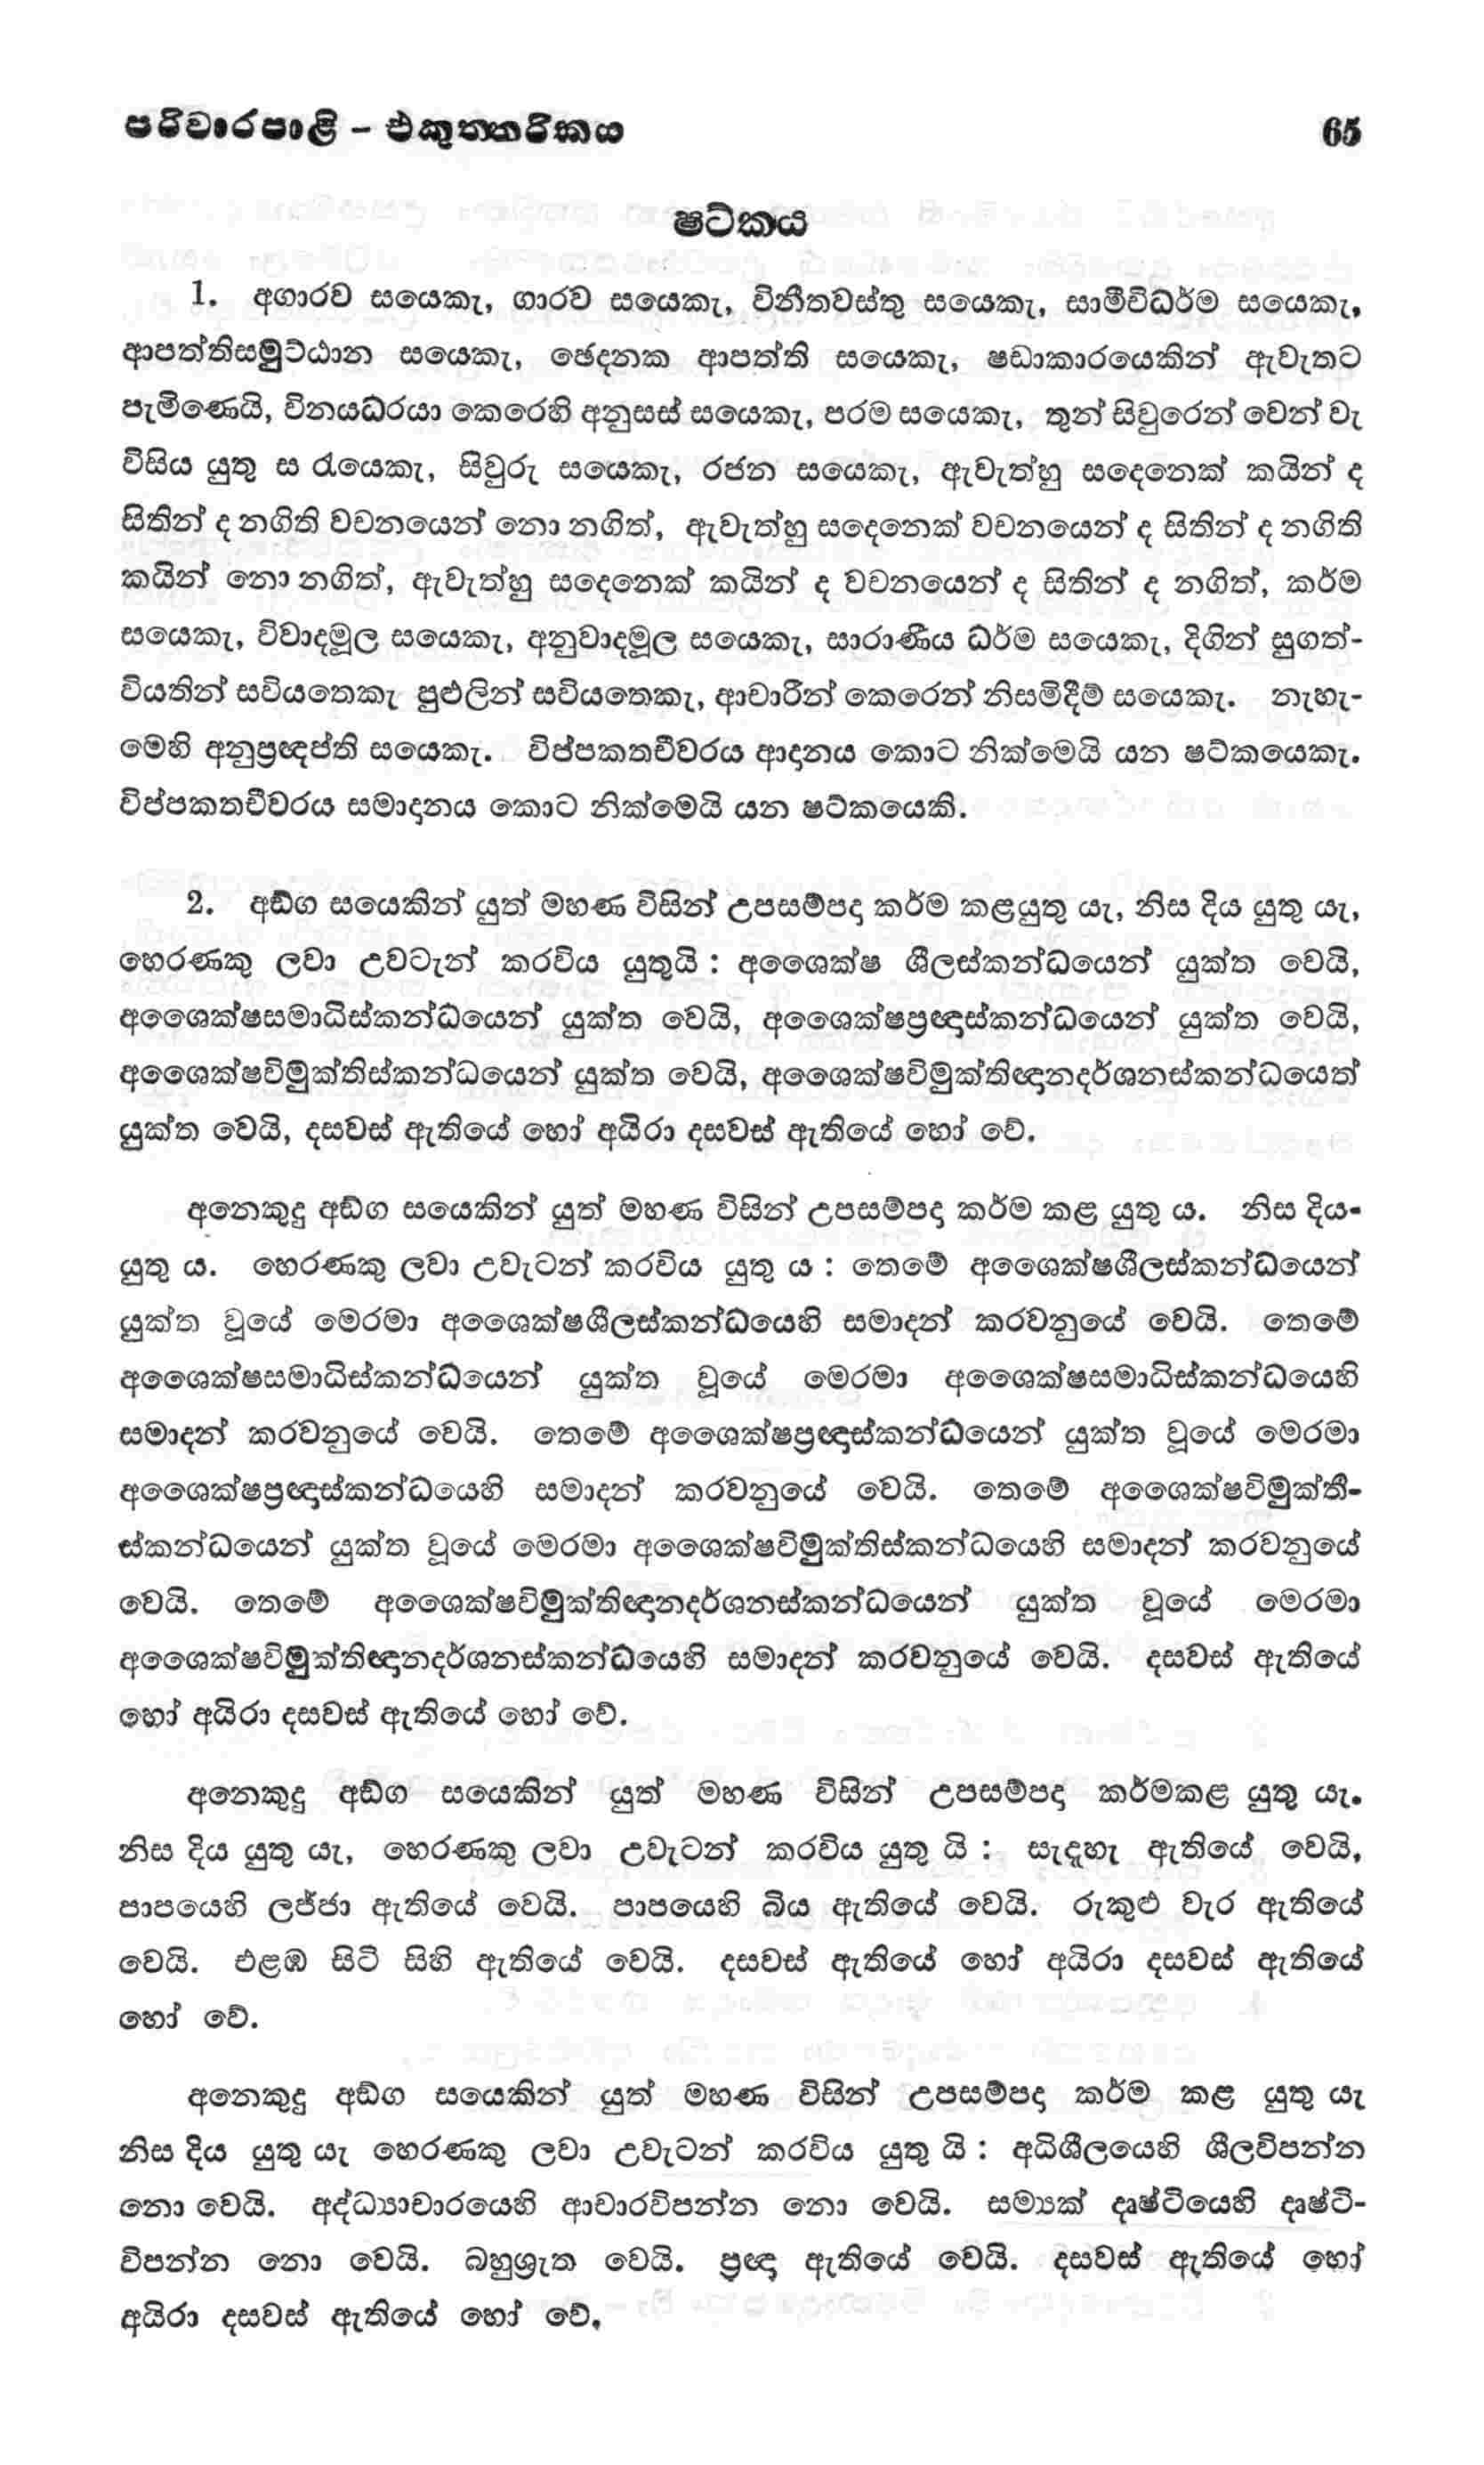 පරිවාරපාළි – එකුත්තරිකය 65
ෂට්කය
1. අගාරව සයෙකැ, ගාරව සයෙකැ, විනීතවස්තු සයෙකැ, සාමීචිධර්ම සයෙකැ,
ආපත්තිසමුට්ඨාන සයෙකැ, ඡෙදනක ආපත්ති සයෙකැ, ෂඩාකාරයෙකින් ඇවැතට
පැමිණෙයි, විනයධරයා කෙරෙහි අනුසස් සයෙකැ, පරම සයෙකැ, තුන් සිවුරෙන් වෙන් වැ
විසිය යුතු ස රැයෙකැ, සිවුරු සයෙකැ, රජන සයෙකැ, ඇවැත්හු සදෙනෙක් කයින් ද
සිතින් ද නගිති වචනයෙන් නො නගිත්, ඇවැත්හු සදෙනෙක් වචනයෙන් ද සිතින් ද නගිති
කයින් නො නගිත්, ඇවැත්හු සදෙනෙක් කයින් ද වචනයෙන් ද සිතින් ද නගිත්, කර්ම
සයෙකැ, විවාදමූල සයෙකැ, අනුවාදමූල සයෙකැ, සාරාණීය ධර්ම සයෙකැ, දිගින් සුගත්-
වියතින් සවියතෙකැ පුළුලින් සවියතෙකැ, ආචාරීන් කෙරෙන් නිසමිදීම් සයෙකැ. නැහැ-
මෙහි අනුප්‍රඥප්ති සයෙකැ. විප්පකතචීවරය ආදානය කොට නික්මෙයි යන ෂට්කයෙකැ.
විප්පකතචීවරය සමාදානය කොට නික්මෙයි යන ෂට්කයෙකි.
2. අඞ්ග සයෙකින් යුත් මහණ විසින් උපසම්පදා කර්ම කළයුතු යැ, නිස දිය යුතු යැ,
හෙරණකු ලවා උවටැන් කරවිය යුතුයි : අශෛක්ෂ ශීලස්කන්ධයෙන් යුක්ත වෙයි,
අශෛක්ෂසමාධිස්කන්ධයෙන් යුක්ත වෙයි, අශෛක්ෂප්‍රඥාස්කන්ධයෙන් යුක්ත වෙයි,
අශෛක්ෂවිමුක්තිස්කන්ධයෙන් යුක්ත වෙයි, අශෛක්ෂවිමුක්තිඥානදර්ශනස්කන්ධයෙත්
යුක්ත වෙයි, දසවස් ඇතියේ හෝ අයිරා දසවස් ඇතියේ හෝ වේ.
අනෙකුදු අඞ්ග සයෙකින් යුත් මහණ විසින් උපසම්පදා කර්ම කළ යුතු ය. නිස දිය-
යුතු ය. හෙරණකු ලවා උවැටන් කරවිය යුතු ය : තෙමේ අශෛක්ෂශීලස්කන්ධයෙන්
යුක්ත වූයේ මෙරමා අශෛක්ෂශීලස්කන්ධයෙහි සමාදන් කරවනුයේ වෙයි. තෙමේ
අශෛක්ෂසමාධිස්කන්ධයෙන් යුක්ත වූයේ මෙරමා අශෛක්ෂසමාධිස්කන්ධයෙහි
සමාදන් කරවනුයේ වෙයි. තෙමේ අශෛක්ෂප්‍රඥාස්කන්ධයෙන් යුක්ත වූයේ මෙරමා
අශෛක්ෂප්‍රඥාස්කන්ධයෙහි සමාදන් කරවනුයේ වෙයි. තෙමේ අශෛක්ෂවිමුක්තී-
ස්කන්ධයෙන් යුක්ත වූයේ මෙරමා අශෛක්ෂවිමුක්තිස්කන්ධයෙහි සමාදන් කරවනුයේ
වෙයි. තෙමේ අශෛක්ෂවිමුක්තිඥානදර්ශනස්කන්ධයෙන් යුක්ත වූයේ මෙරමා
අශෛක්ෂවිමුක්තිඥානදර්ශනස්කන්ධයෙහි සමාදන් කරවනුයේ වෙයි. දසවස් ඇතියේ
හෝ අයිරා දසවස් ඇතියේ හෝ වේ.
අනෙකුදු අඞ්ග සයෙකින් යුත් මහණ විසින් උපසම්පදා කර්මකළ යුතු යැ.
නිස දිය යුතු යැ, හෙරණකු ලවා උවැටන් කරවිය යුතු යි : සැදැහැ ඇතියේ වෙයි,
පාපයෙහි ලජ්ජා ඇතියේ වෙයි. පාපයෙහි බිය ඇතියේ වෙයි. රුකුළු වැර ඇතියේ
වෙයි. එළඹ සිටි සිහි ඇතියේ වෙයි. දසවස් ඇතියේ හෝ අයිරා දසවස් ඇතියේ
හෝ වේ.
අනෙකුදු අඞ්ග සයෙකින් යුත් මහණ විසින් උපසම්පදා කර්ම කළ යුතු යැ
නිස දිය යුතු යැ හෙරණකු ලවා උවැටන් කරවිය යුතු යි : අධිශීලයෙහි ශීලවිපන්න
නො වෙයි. අද්ධ්‍යාචාරයෙහි ආචාරවිපන්න නො වෙයි. සම්‍යක් දෘෂ්ටියෙහි දෘෂ්ටි-
විපන්න නො වෙයි. බහුශ්‍රුත වෙයි. ප්‍රඥා ඇතියේ වෙයි. දසවස් ඇතියේ හෝ
අයිරා දසවස් ඇතියේ හෝ වේ.